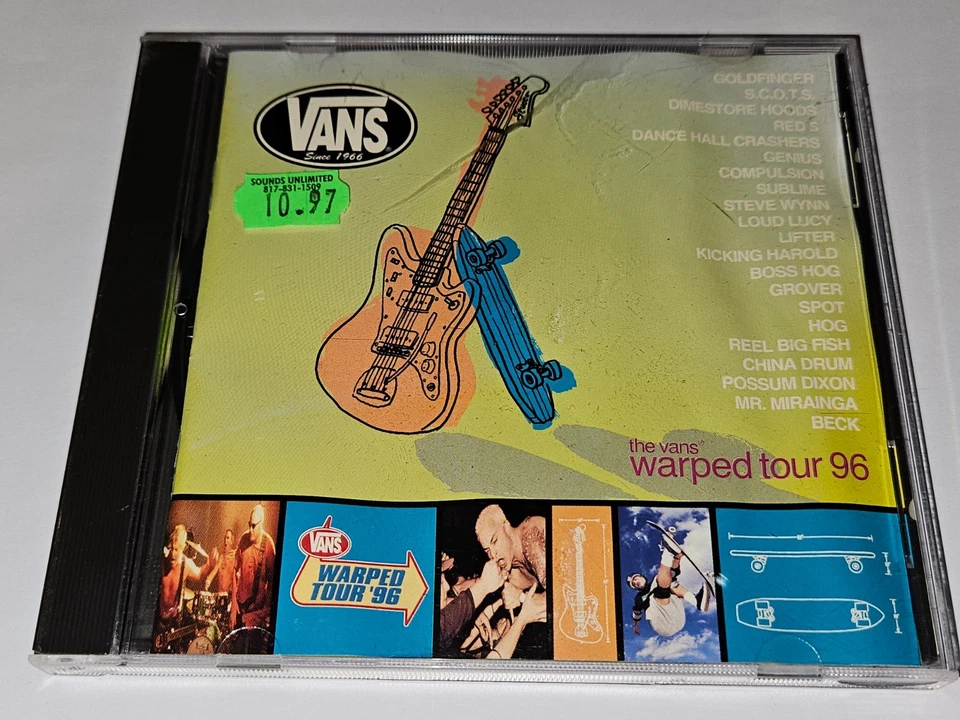 VANS
Since 1966
SOUNDS UNLIMITED
817-831-1509
10.97
GOLDFINGER
S.C.O.T.S.
DIMESTORE HOODS
RED 5
DANCE HALL CRASHERS
GENIUS
COMPULSION
SUBLIME
STEVE WYNN
LOUD LUCY
LIFTER
KICKING HAROLD
BOSS HOG
GROVER
SPOT
HOG
REEL BIG FISH
CHINA DRUM
POSSUM DIXON
MR. MIRAINGA
BECK
the vans
warped tour 96
VANS
WARPED
TOUR '96